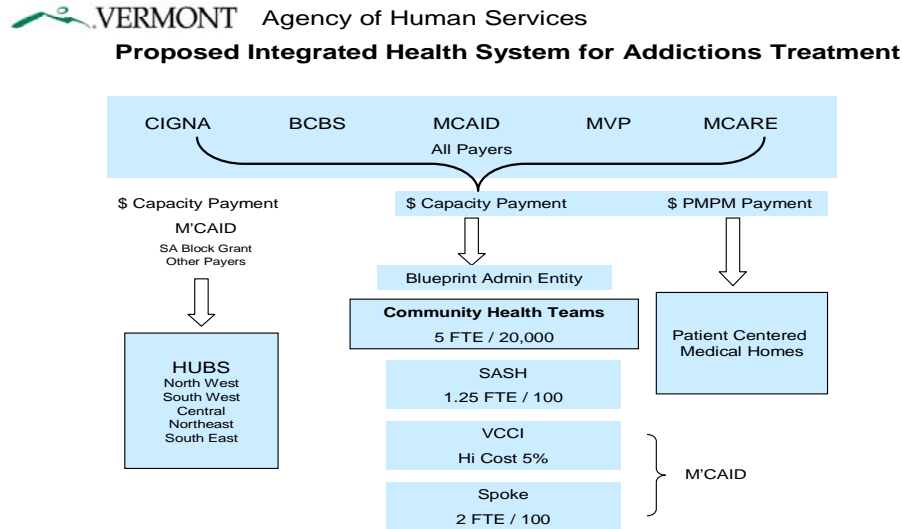 VERMONT Agency of Human Services
Proposed Integrated Health System for Addictions Treatment
CIGNA BCBS MCAID MVP MCARE
All Payers
$ Capacity Payment
M'CAID
SA Block Grant
Other Payers
HUBS
North West
South West
Central
Northeast
South East
$ Capacity Payment
Blueprint Admin Entity
Community Health Teams
5 FTE / 20,000
SASH
1.25 FTE / 100
VCCI
Hi Cost 5%
Spoke
2 FTE / 100
M'CAID
$ PMPM Payment
Patient Centered
Medical Homes